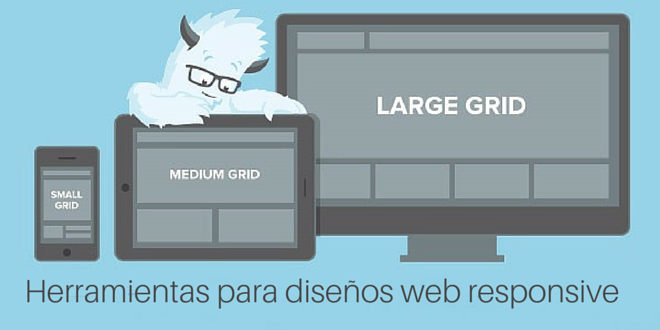 LARGE GRID
MEDIUM GRID
SMALL
GRID
Herramientas para diseños web responsive